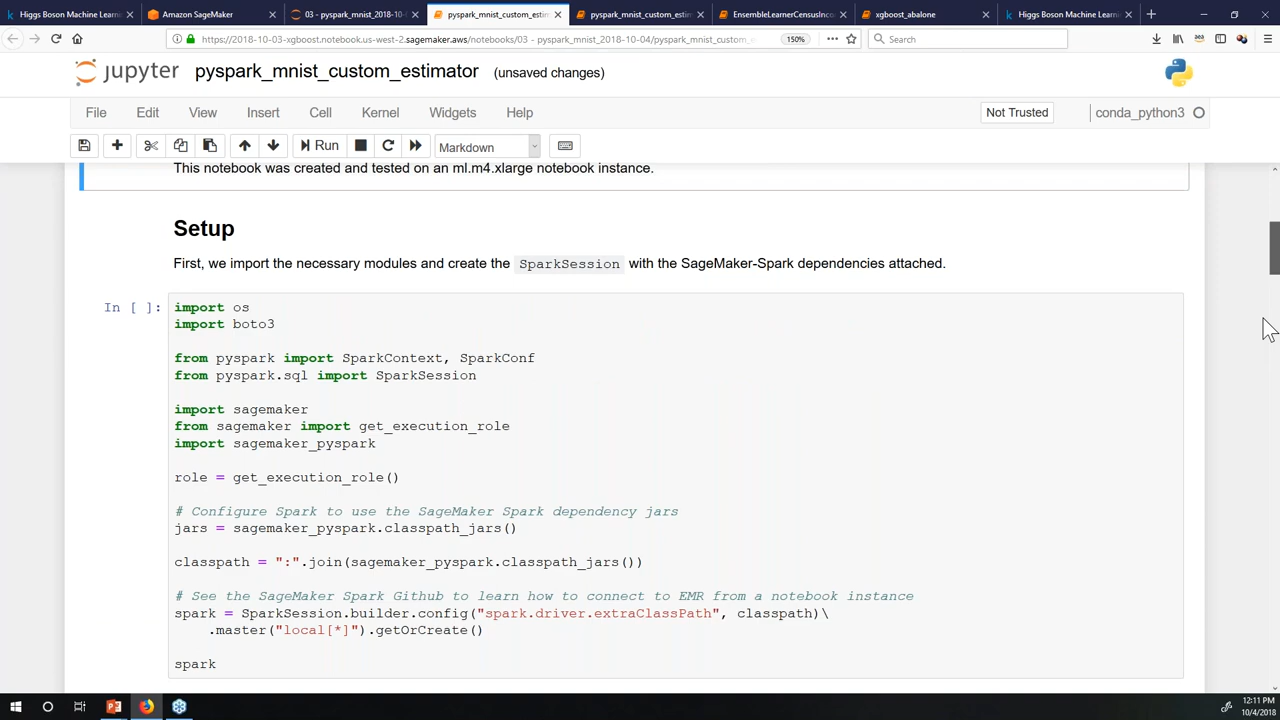 Higgs Boson Machine Learni
Amazon SageMaker
03 - pyspark_mnist_2018-10-
pyspark_mnist_custom_estim
pyspark_mnist_custom_estim
EnsembleLearnerCensusInco
xgboost_abalone
Higgs Boson Machine Learni
https://2018-10-03-xgboost.notebook.us-west-2.sagemaker.aws/notebooks/03 - pyspark_mnist_2018-10-04/pyspark_mnist_custom_e
150%
Search
jupyter pyspark_mnist_custom_estimator (unsaved changes)
File Edit View Insert Cell Kernel Widgets Help
Not Trusted
conda_python3
Run
Markdown
This notebook was created and tested on an ml.m4.xlarge notebook instance.
Setup
First, we import the necessary modules and create the SparkSession with the SageMaker-Spark dependencies attached.
In [ ]: import os
import boto3
from pyspark import SparkContext, SparkConf
from pyspark.sql import SparkSession
import sagemaker
from sagemaker import get_execution_role
import sagemaker_pyspark
role = get_execution_role()
# Configure Spark to use the SageMaker Spark dependency jars
jars = sagemaker_pyspark.classpath_jars()
classpath = ":".join(sagemaker_pyspark.classpath_jars())
# See the SageMaker Spark Github to learn how to connect to EMR from a notebook instance
spark = SparkSession.builder.config("spark.driver.extraClassPath", classpath)\
.master("local[*]").getOrCreate()
spark
12:11 PM
10/4/2018